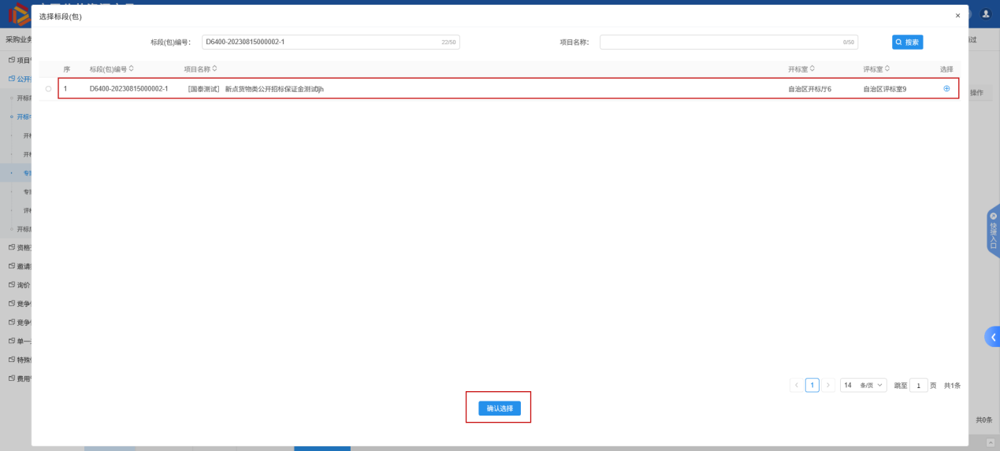 选择标段(包)
×
采购业务
标段(包)编号： D6400-20230815000002-1 22/50 项目名称： 0/50 搜索
项目
公开
序 标段(包)编号 项目名称 开标室 评标室 选择
1 D6400-20230815000002-1 [国泰测试] 新点货物类公开招标保证金测试ljh 自治区开标厅6 自治区评标室9
操作
开标
开标
开
开
专
专
评
开标
资格
邀请
询价
竞争
竞争
单一
特殊
费用
快捷入口
< 1 > 14 条/页 跳至 1 页 共1条
确认选择
共0条